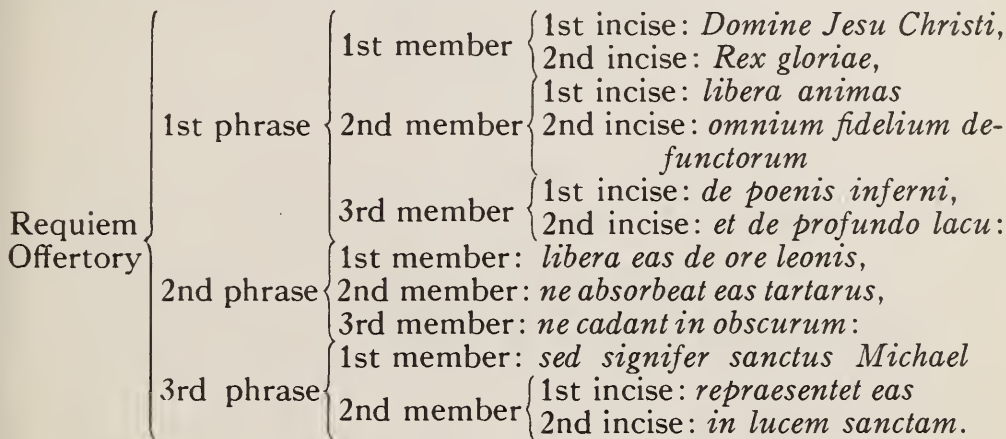 1st incise: Domine Jesu Christi,
1st member
2nd incise: Rex gloriae,
1st incise: libera animas
1st phrase
2nd member
2nd incise: omnium fidelium de-
functorum
1st incise: de poenis inferni,
3rd member
2nd incise: et de profundo lacu:
Requiem
Offertory
1st member: libera eas de ore leonis,
2nd phrase
2nd member: ne absorbeat eas tartarus,
3rd member: ne cadant in obscurum:
1st member: sed signifer sanctus Michael
3rd phrase
1st incise: repraesentet eas
2nd member
2nd incise: in lucem sanctam.